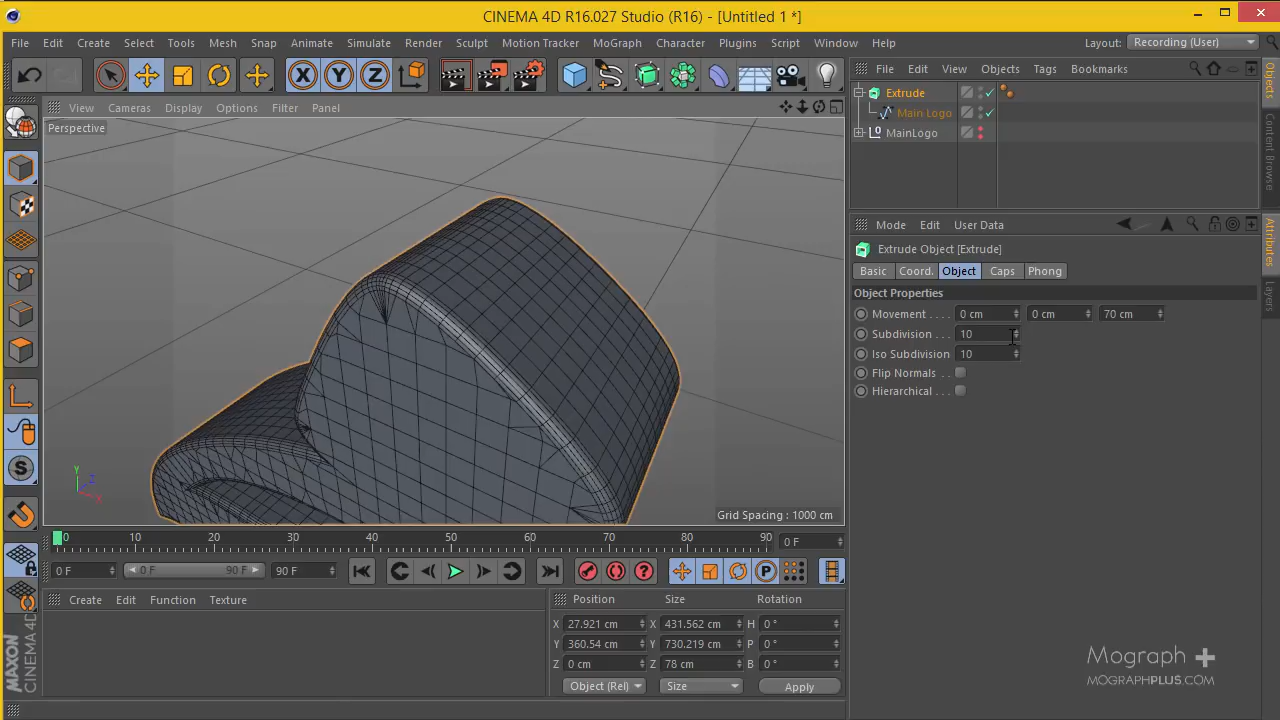 CINEMA 4D R16.027 Studio (R16) - [Untitled 1 *]
File Edit Create Select Tools Mesh Snap Animate Simulate Render Sculpt Motion Tracker MoGraph Character Plugins Script Window Help Layout: Recording (User)
X Y Z
File Edit View Objects Tags Bookmarks
View Cameras Display Options Filter Panel
Perspective
Extrude
Main Logo
MainLogo
Objects
Content Browser
Mode Edit User Data
Extrude Object [Extrude]
Basic Coord. Object Caps Phong
Object Properties
Movement . . . . 0 cm 0 cm 70 cm
Subdivision . . . 10
Iso Subdivision 10
Flip Normals . .
Hierarchical . . .
Attributes
Layers
Y Z X
S
Grid Spacing : 1000 cm
0 10 20 30 40 50 60 70 80 90 0 F
0 F 0 F 90 F 90 F P
Create Edit Function Texture
Position Size Rotation
X 27.921 cm X 431.562 cm H 0 °
Y 360.54 cm Y 730.219 cm P 0 °
Z 0 cm Z 78 cm B 0 °
Object (Rel) Size Apply
MAXON
CINEMA 4D
Mograph +
MOGRAPHPLUS.COM